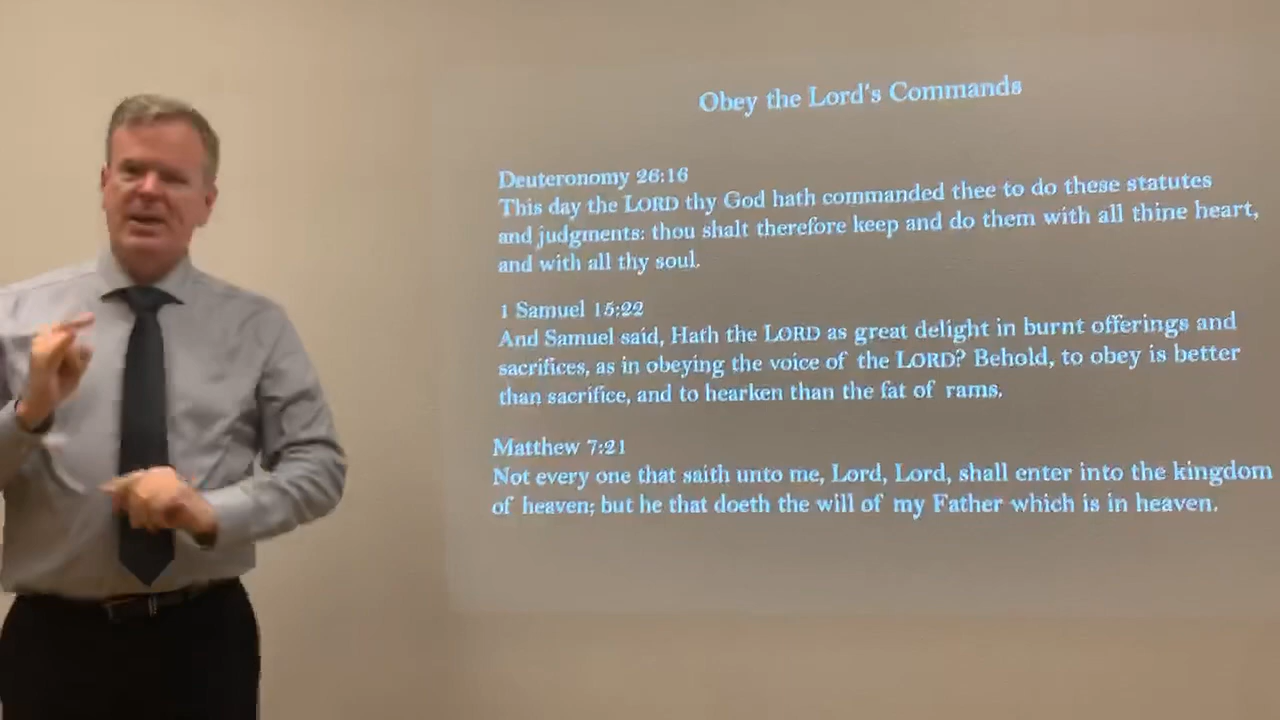 Obey the Lord's Commands
Deuteronomy 26:16
This day the LORD thy God hath commanded thee to do these statutes
and judgments: thou shalt therefore keep and do them with all thine heart,
and with all thy soul.
1 Samuel 15:22
And Samuel said, Hath the LORD as great delight in burnt offerings and
sacrifices, as in obeying the voice of the LORD? Behold, to obey is better
than sacrifice, and to hearken than the fat of rams.
Matthew 7:21
Not every one that saith unto me, Lord, Lord, shall enter into the kingdom
of heaven; but he that doeth the will of my Father which is in heaven.